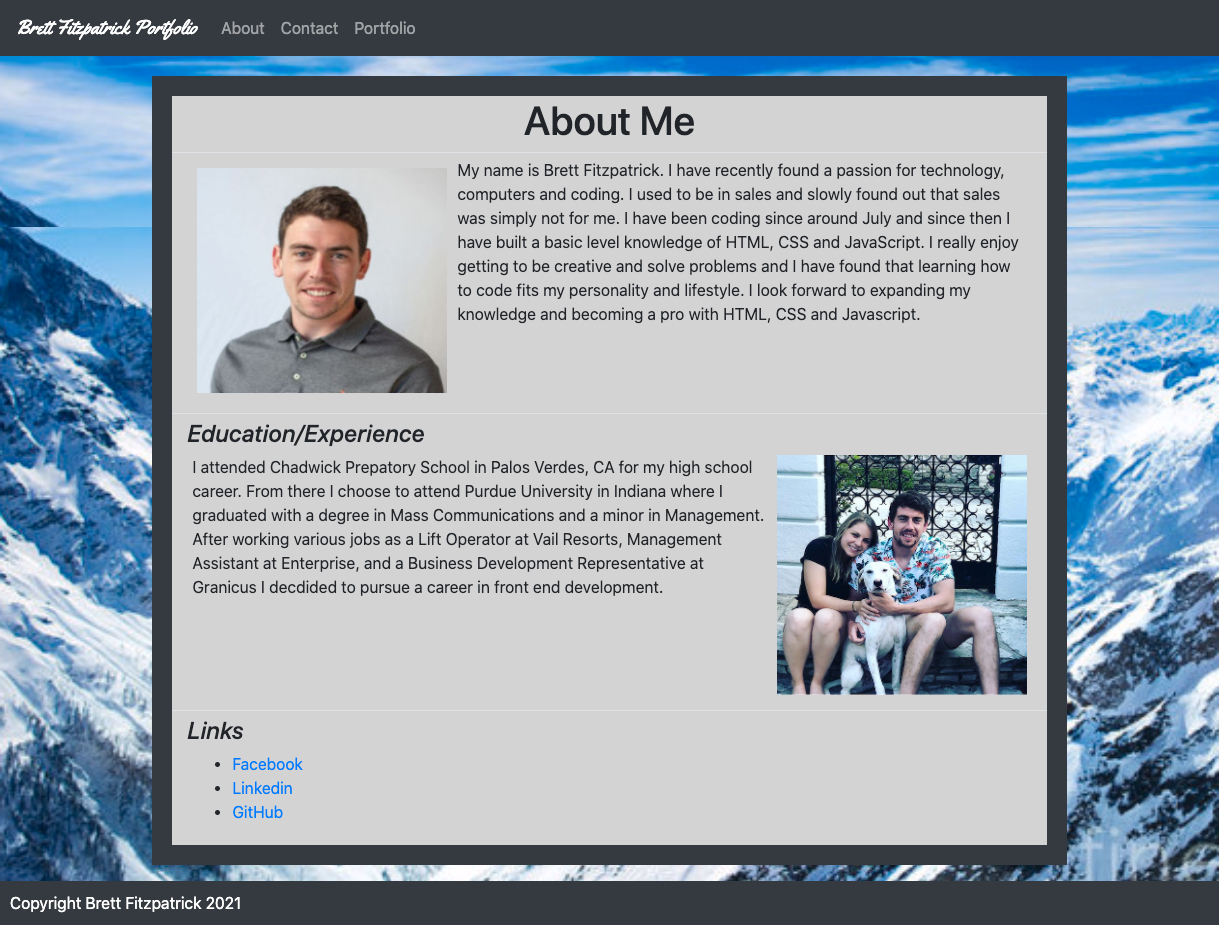 Brett Fitzpatrick Portfolio About Contact Portfolio
About Me
My name is Brett Fitzpatrick. I have recently found a passion for technology,
computers and coding. I used to be in sales and slowly found out that sales
was simply not for me. I have been coding since around July and since then I
have built a basic level knowledge of HTML, CSS and JavaScript. I really enjoy
getting to be creative and solve problems and I have found that learning how
to code fits my personality and lifestyle. I look forward to expanding my
knowledge and becoming a pro with HTML, CSS and Javascript.
Education/Experience
I attended Chadwick Prepatory School in Palos Verdes, CA for my high school
career. From there I choose to attend Purdue University in Indiana where I
graduated with a degree in Mass Communications and a minor in Management.
After working various jobs as a Lift Operator at Vail Resorts, Management
Assistant at Enterprise, and a Business Development Representative at
Granicus I decdided to pursue a career in front end development.
Links
Facebook
Linkedin
GitHub
Copyright Brett Fitzpatrick 2021